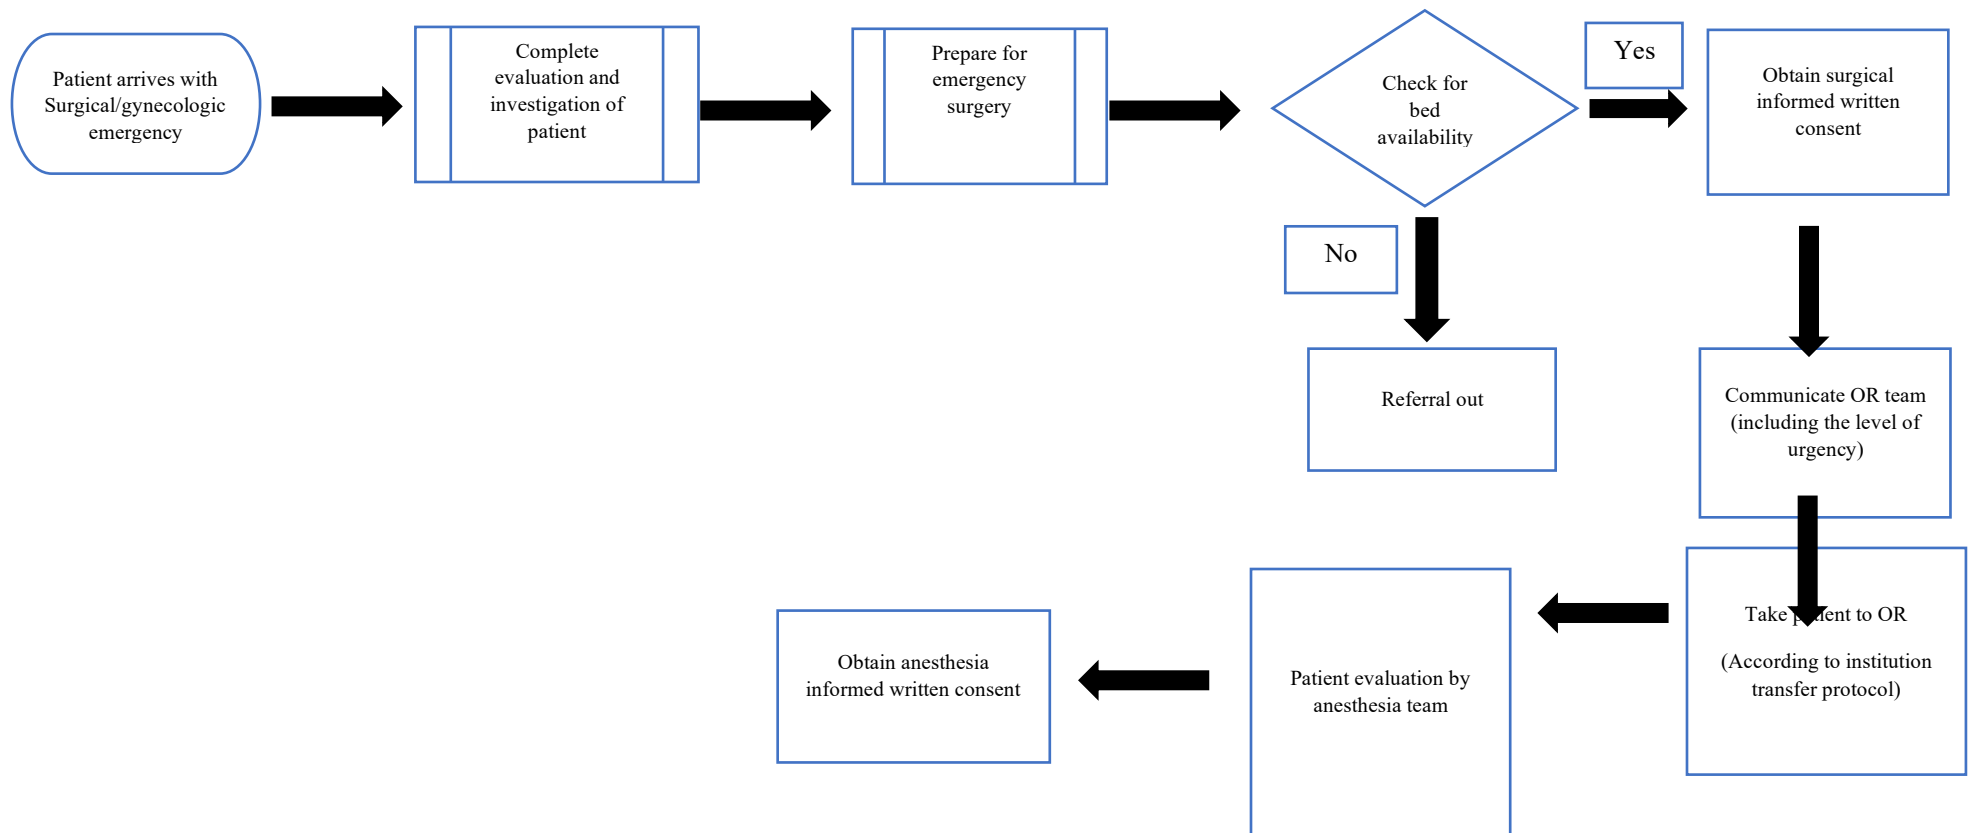 Patient arrives with
Surgical/gynecologic
emergency
Complete
evaluation and
investigation of
patient
Prepare for
emergency
surgery
Check for
bed
availability
Yes
Obtain surgical
informed written
consent
No
Referral out
Communicate OR team
(including the level of
urgency)
Take patient to OR
(According to institution
transfer protocol)
Patient evaluation by
anesthesia team
Obtain anesthesia
informed written consent